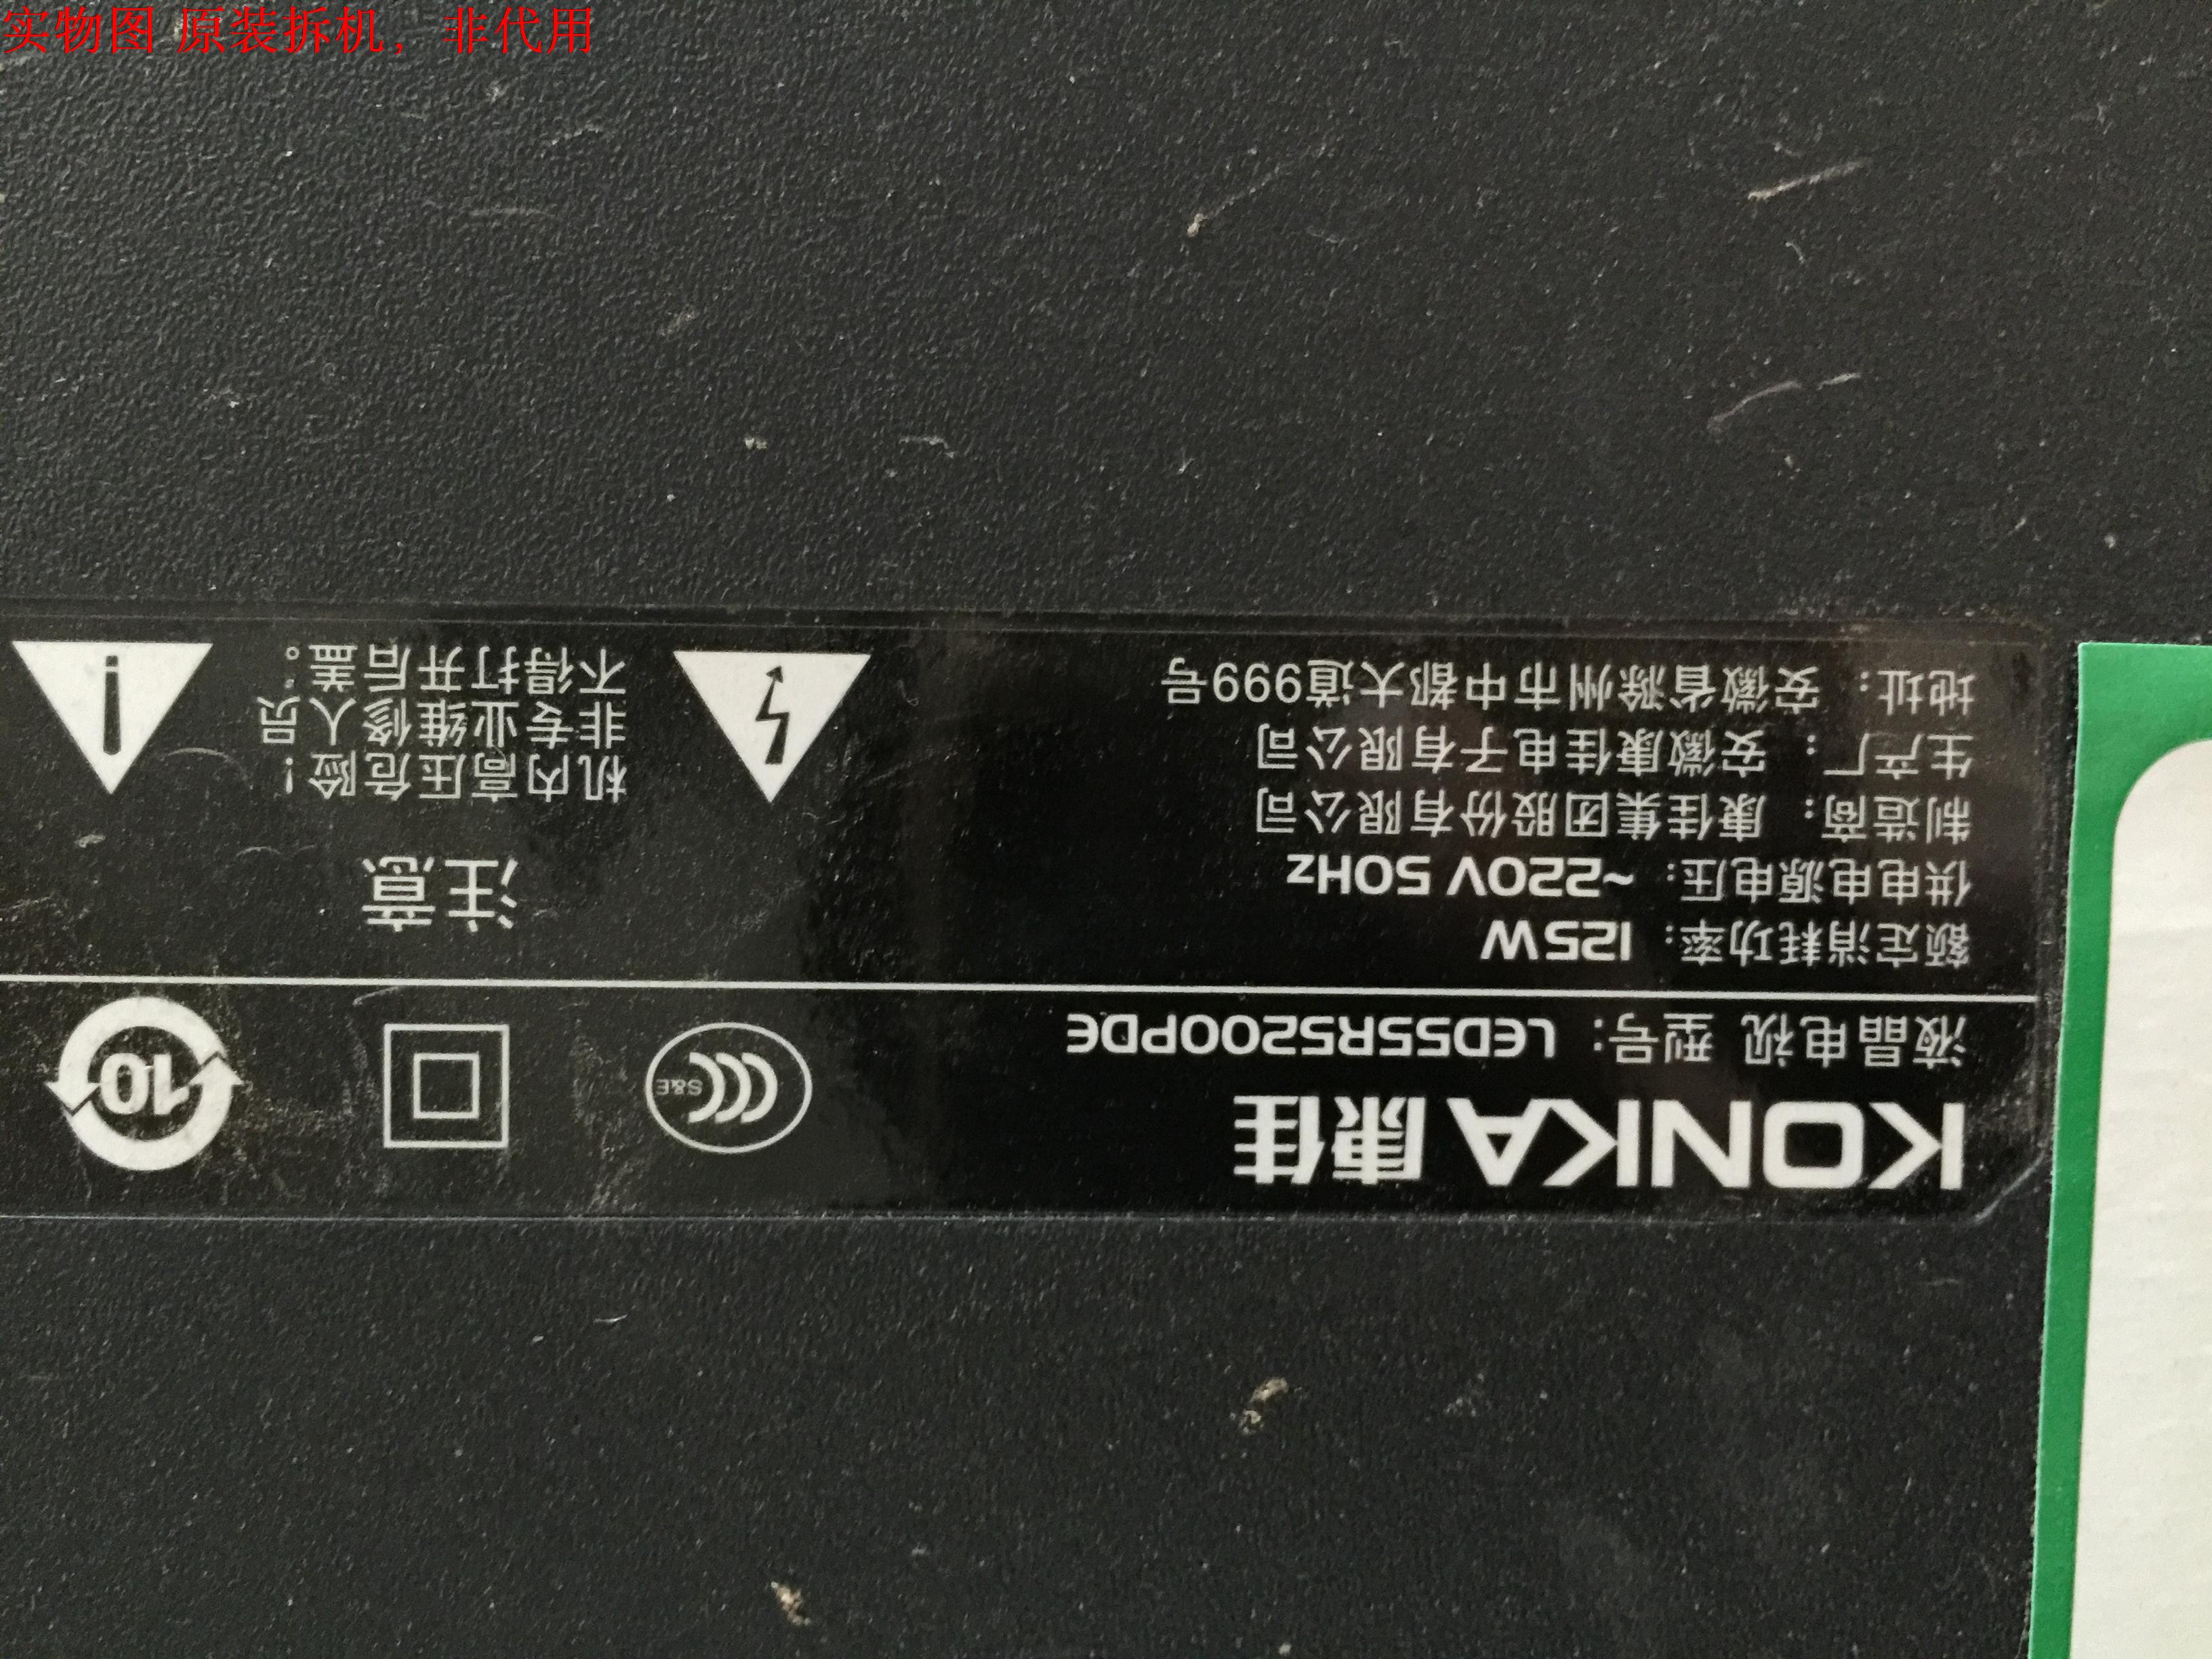 实物图 原装拆机，非代用
KONKA 康佳
液晶电视 型号：LED55R5200PDE
额定消耗功率：125W
供电电源电压：~220V 50Hz
制造商：康佳集团股份有限公司
生产厂：安徽康佳电子有限公司
地址：安徽省滁州市中都大道999号
S&E
10
注意
机内高压危险！
非专业维修人员
不得打开后盖。